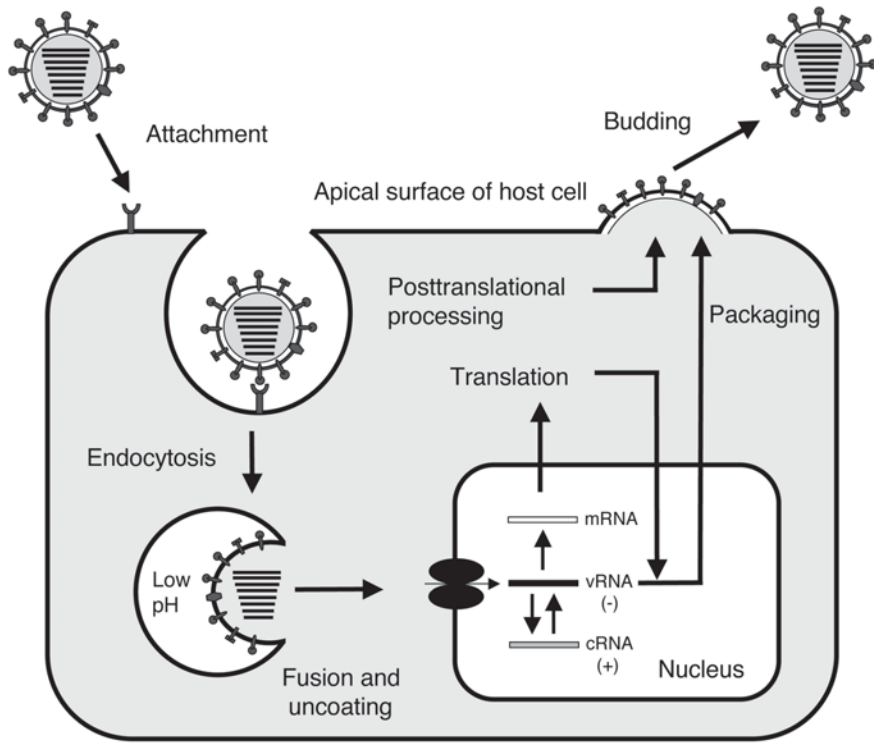 Attachment
Budding
Apical surface of host cell
Posttranslational
processing
Packaging
Translation
Endocytosis
mRNA
Low
pH
vRNA
(-)
cRNA
(+)
Nucleus
Fusion and
uncoating